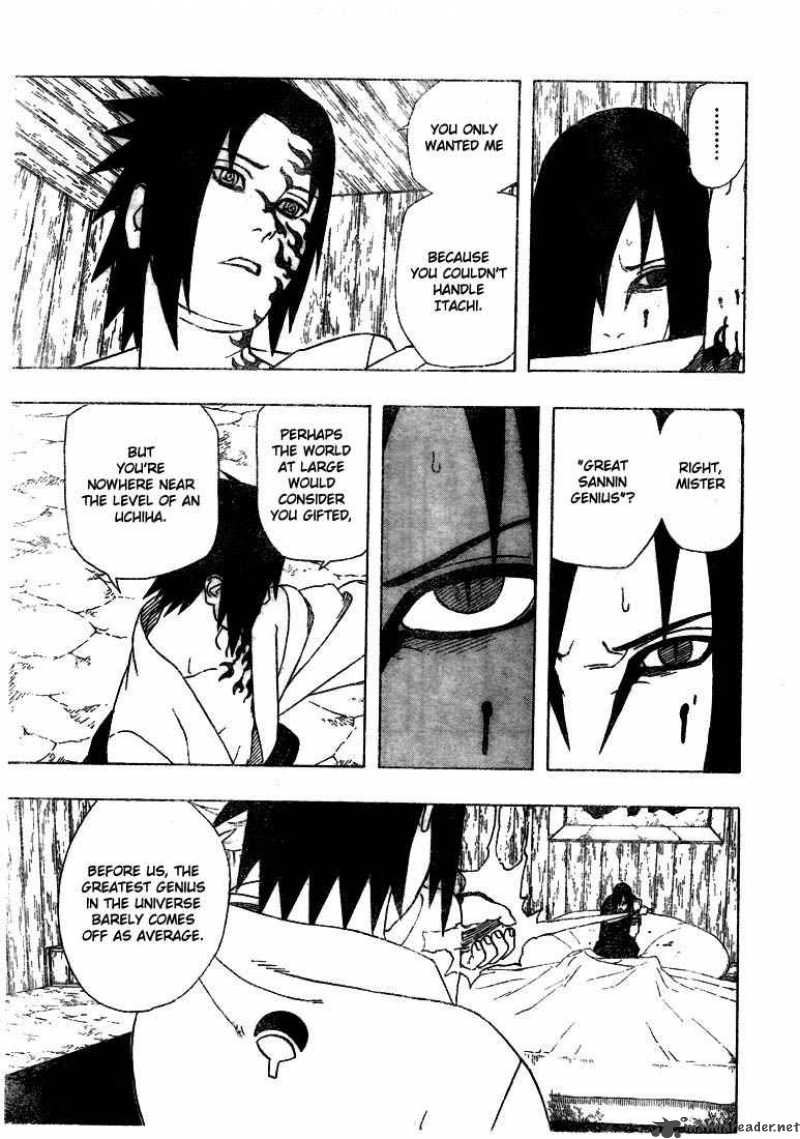 .........
YOU ONLY
WANTED ME
BECAUSE
YOU COULDN'T
HANDLE
ITACHI.
RIGHT,
MISTER
"GREAT
SANNIN
GENIUS"?
PERHAPS
THE WORLD
AT LARGE
WOULD
CONSIDER
YOU GIFTED,
BUT
YOU'RE
NOWHERE NEAR
THE LEVEL OF AN
UCHIHA.
BEFORE US, THE
GREATEST GENIUS
IN THE UNIVERSE
BARELY COMES
OFF AS AVERAGE.
mangareader.net